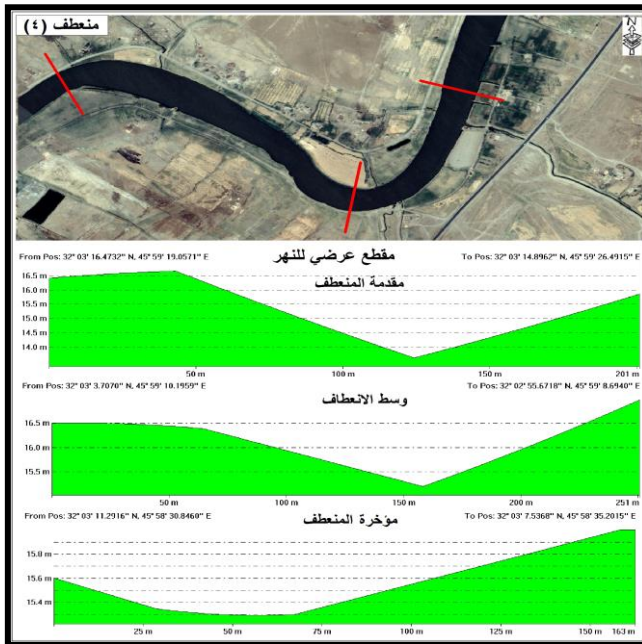 منعطف (٤)
N
مقطع عرضي للنهر
From Pos: 32° 03' 16.4732" N, 45° 59' 19.0571" E
To Pos: 32° 03' 14.8962" N, 45° 59' 26.4915" E
مقدمة المنعطف
16.5 m
16.0 m
15.5 m
15.0 m
14.5 m
14.0 m
50 m 100 m 150 m 201 m
From Pos: 32° 03' 3.7070" N, 45° 59' 10.1959" E
To Pos: 32° 02' 55.6718" N, 45° 59' 8.6940" E
وسط الانعطاف
16.5 m
16.0 m
15.5 m
50 m 100 m 150 m 200 m 251 m
From Pos: 32° 03' 11.2916" N, 45° 58' 30.8460" E
To Pos: 32° 03' 7.5368" N, 45° 58' 35.2015" E
مؤخرة المنعطف
15.8 m
15.6 m
15.4 m
25 m 50 m 75 m 100 m 125 m 150 m 163 m